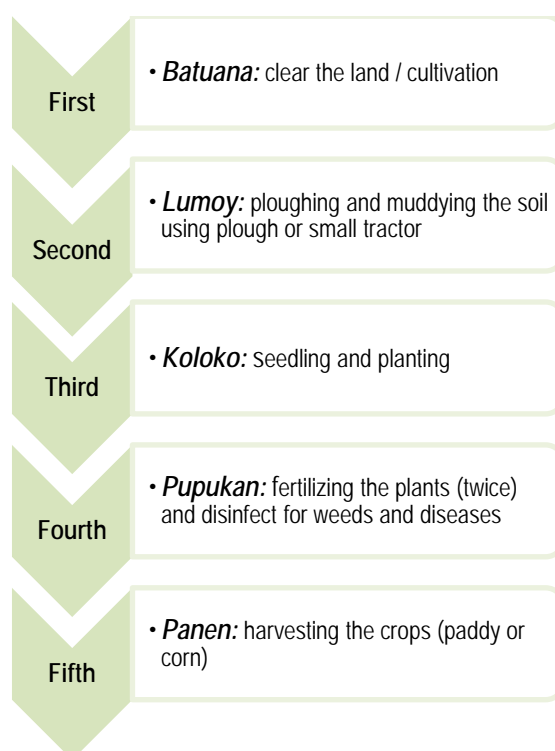 First
• Batuana: clear the land / cultivation
Second
• Lumoy: ploughing and muddying the soil
using plough or small tractor
Third
• Koloko: seedling and planting
Fourth
• Pupukan: fertilizing the plants (twice)
and disinfect for weeds and diseases
Fifth
• Panen: harvesting the crops (paddy or
corn)